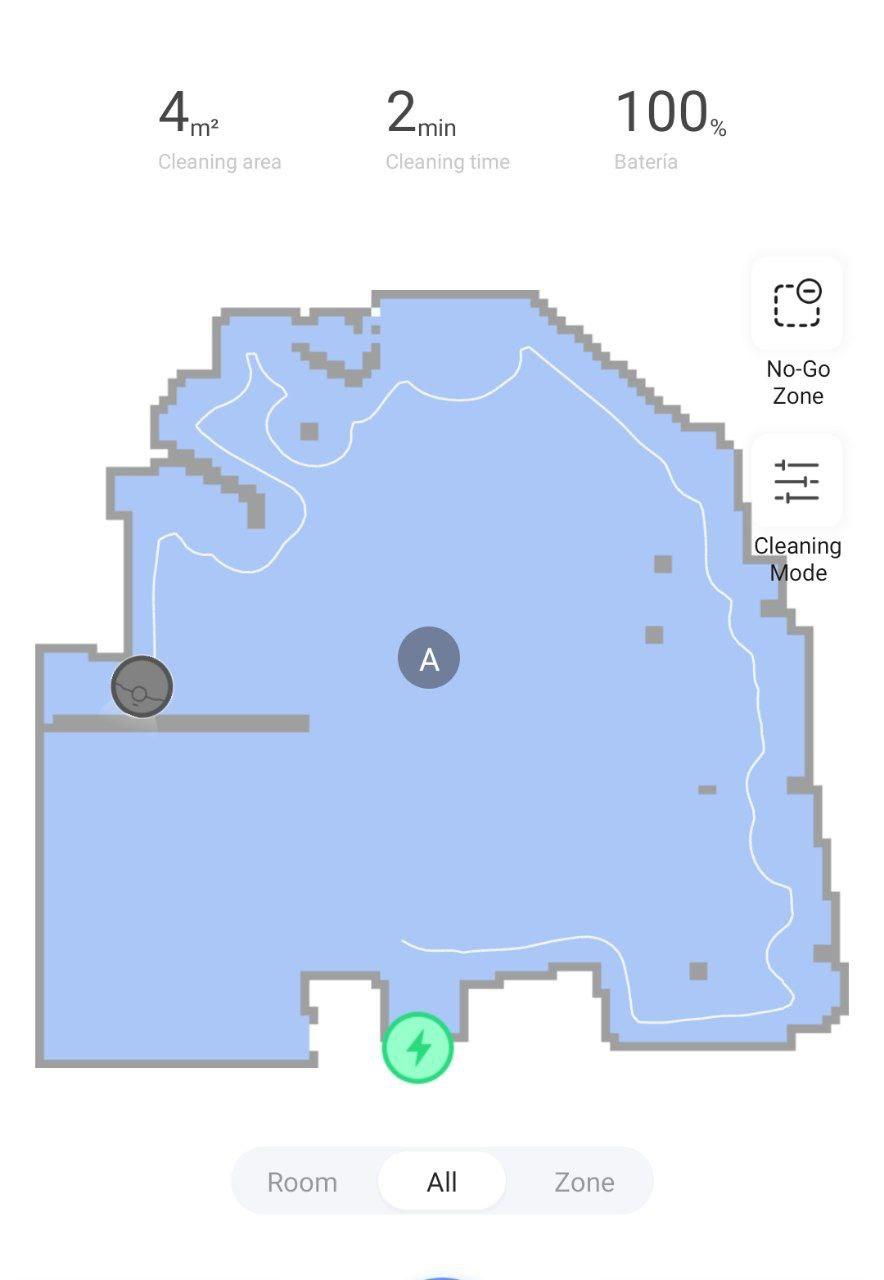 4m² 2min 100%
Cleaning area Cleaning time Batería
No-Go
Zone
Cleaning
Mode
A
Room All Zone